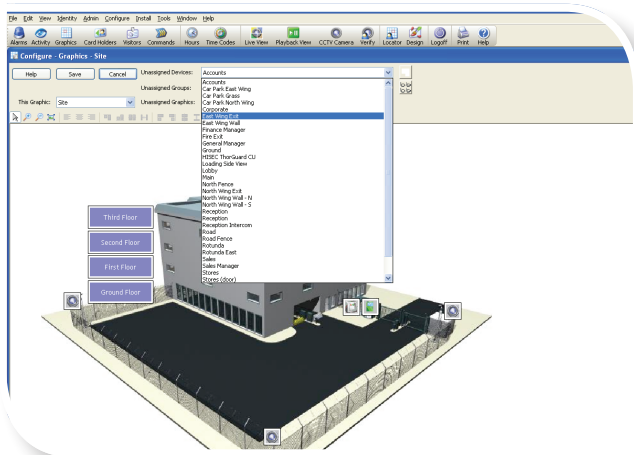 File Edit View Identity Admin Configure Install Tools Window Help
Alarms Activity Graphics Card Holders Visitors Commands Hours Time Codes Live View Playback View CCTV Camera Verify Locator Design Logoff Print Help
Configure - Graphics - Site
Help Save Cancel Unassigned Devices: Accounts
Unassigned Groups:
This Graphic: Site Unassigned Graphics:
Accounts
Car Park East Wing
Car Park Grass
Car Park North Wing
Corporate
East Wing Exit
East Wing Wall
Finance Manager
Fire Exit
General Manager
Ground
HISEC ThorGuard CU
Loading Side View
Lobby
Main
North Fence
North Wing Exit
North Wing Wall - N
North Wing Wall - S
Reception
Reception
Reception Intercom
Road
Road Fence
Rotunda
Rotunda East
Sales
Sales Manager
Stores
Stores (door)
Third Floor
Second Floor
First Floor
Ground Floor